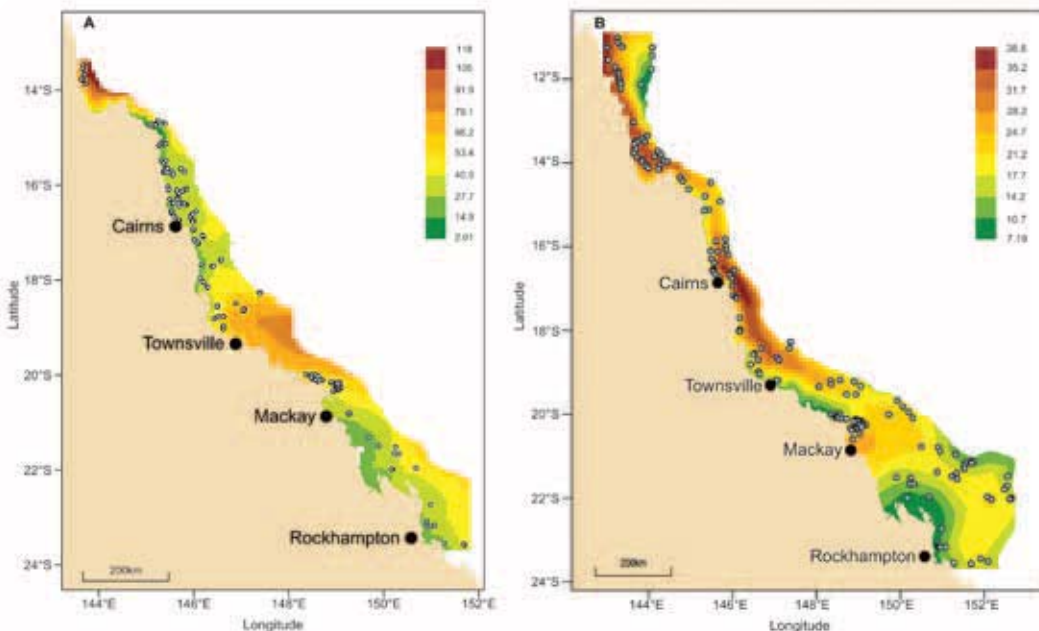 A
118
105
91.9
79.1
66.2
53.4
40.5
27.7
14.9
2.01
14°S
16°S
18°S
20°S
22°S
24°S
Latitude
Cairns
Townsville
Mackay
Rockhampton
200km
144°E
146°E
148°E
150°E
152°E
Longitude
B
38.8
35.2
31.7
28.2
24.7
21.2
17.7
14.2
10.7
7.19
12°S
14°S
16°S
18°S
20°S
22°S
24°S
Latitude
Cairns
Townsville
Mackay
Rockhampton
200km
144°E
146°E
148°E
150°E
152°E
Longitude